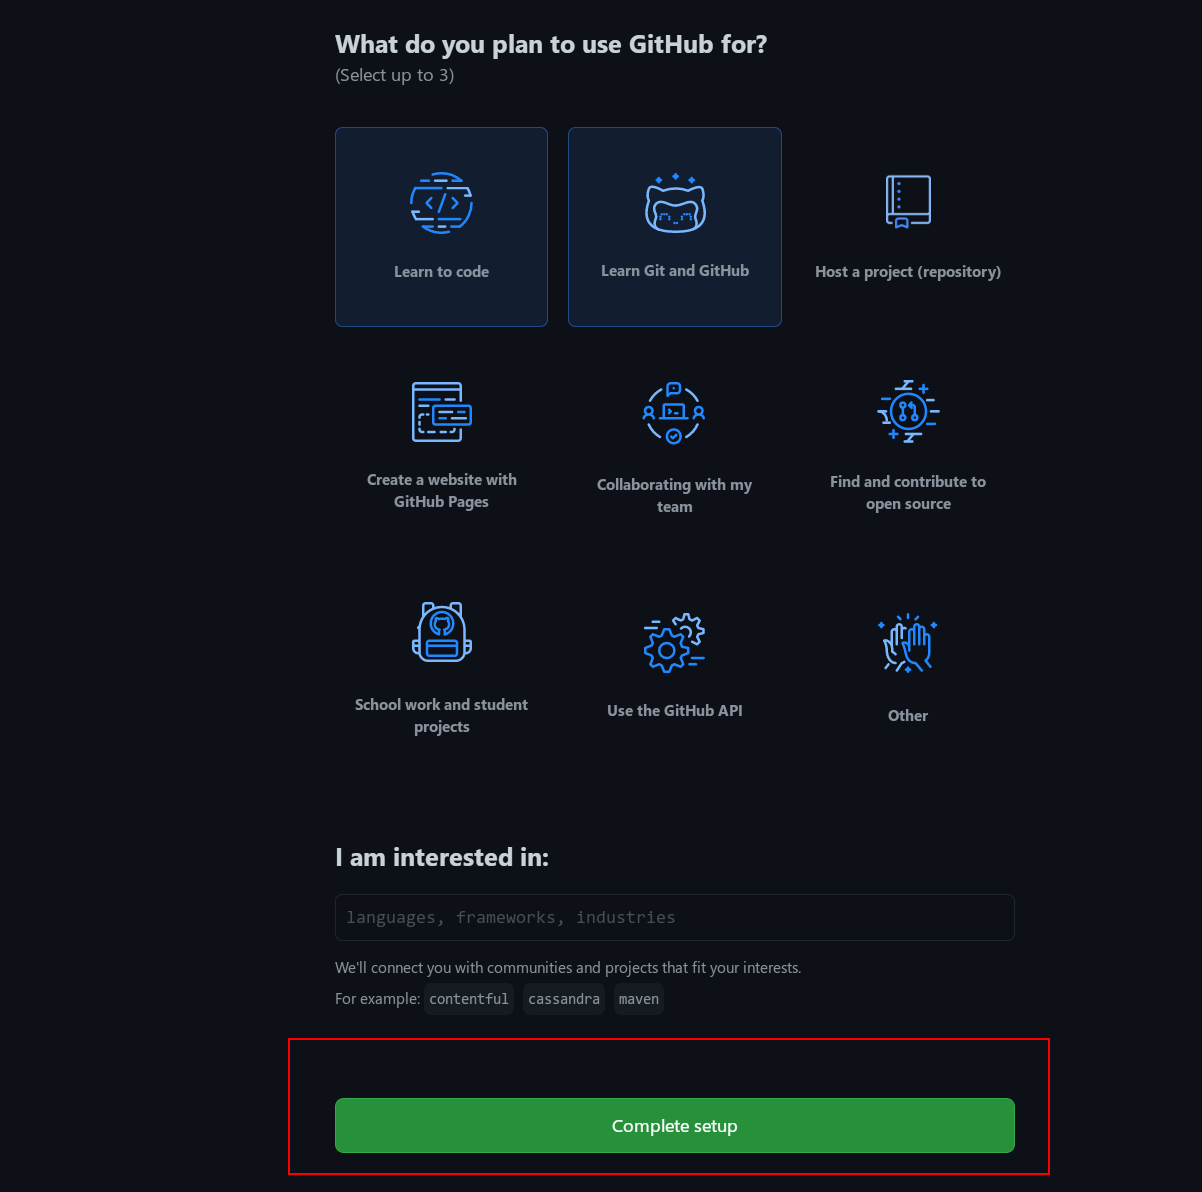 What do you plan to use GitHub for?
(Select up to 3)
Learn to code
Learn Git and GitHub
Host a project (repository)
Create a website with
GitHub Pages
Collaborating with my
team
Find and contribute to
open source
School work and student
projects
Use the GitHub API
Other
I am interested in:
languages, frameworks, industries
We'll connect you with communities and projects that fit your interests.
For example: contentful cassandra maven
Complete setup